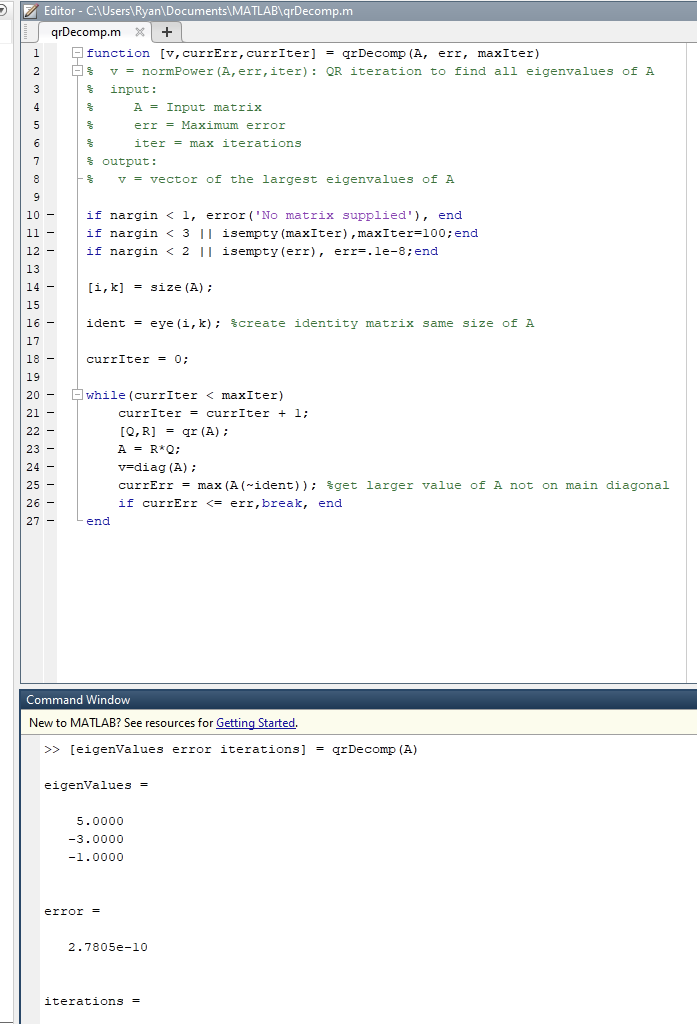 Editor - C:\Users\Ryan\Documents\MATLAB\qrDecomp.m
qrDecomp.m × +
1 function [v,currErr,currIter] = qrDecomp(A, err, maxIter)
2 % v = normPower(A,err,iter): QR iteration to find all eigenvalues of A
3 % input:
4 % A = Input matrix
5 % err = Maximum error
6 % iter = max iterations
7 % output:
8 % v = vector of the largest eigenvalues of A
9
10 – if nargin < 1, error('No matrix supplied'), end
11 – if nargin < 3 || isempty(maxIter),maxIter=100;end
12 – if nargin < 2 || isempty(err), err=.1e-8;end
13
14 – [i,k] = size(A);
15
16 – ident = eye(i,k); %create identity matrix same size of A
17
18 – currIter = 0;
19
20 – while(currIter < maxIter)
21 – currIter = currIter + 1;
22 – [Q,R] = qr(A);
23 – A = R*Q;
24 – v=diag(A);
25 – currErr = max(A(~ident)); %get larger value of A not on main diagonal
26 – if currErr <= err,break, end
27 – end
Command Window
New to MATLAB? See resources for Getting Started.
>> [eigenValues error iterations] = qrDecomp(A)
eigenValues =
5.0000
-3.0000
-1.0000
error =
2.7805e-10
iterations =